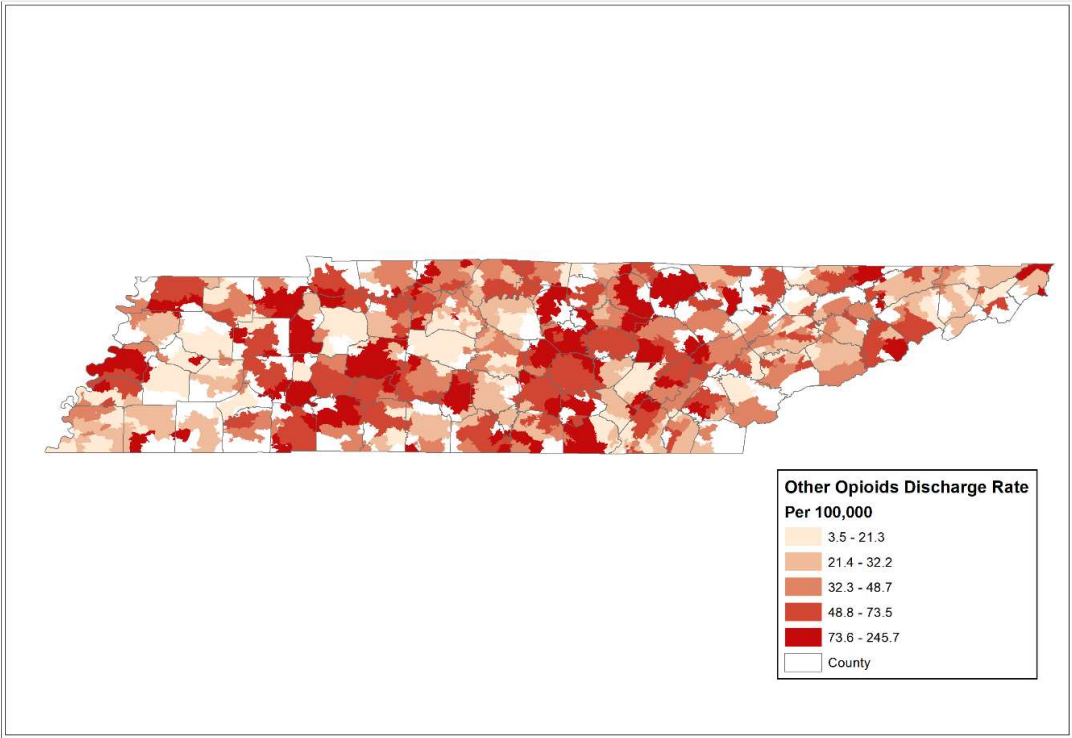 Other Opioids Discharge Rate
Per 100,000
3.5 - 21.3
21.4 - 32.2
32.3 - 48.7
48.8 - 73.5
73.6 - 245.7
County